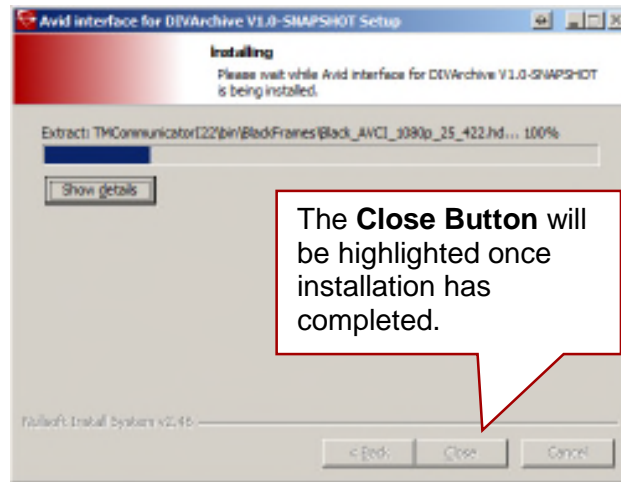 Avid interface for DIVArchive V1.0-SNAPSHOT Setup
Installing
Please wait while Avid interface for DIVArchive V1.0-SNAPSHOT
is being installed.
Extract: TMCommunicator[22\bin\BlackFrames\Black_AVCI_1080p_25_422.hd... 100%
Show details
The Close Button will
be highlighted once
installation has
completed.
Nullsoft Install System v2.46
< Back
Close
Cancel